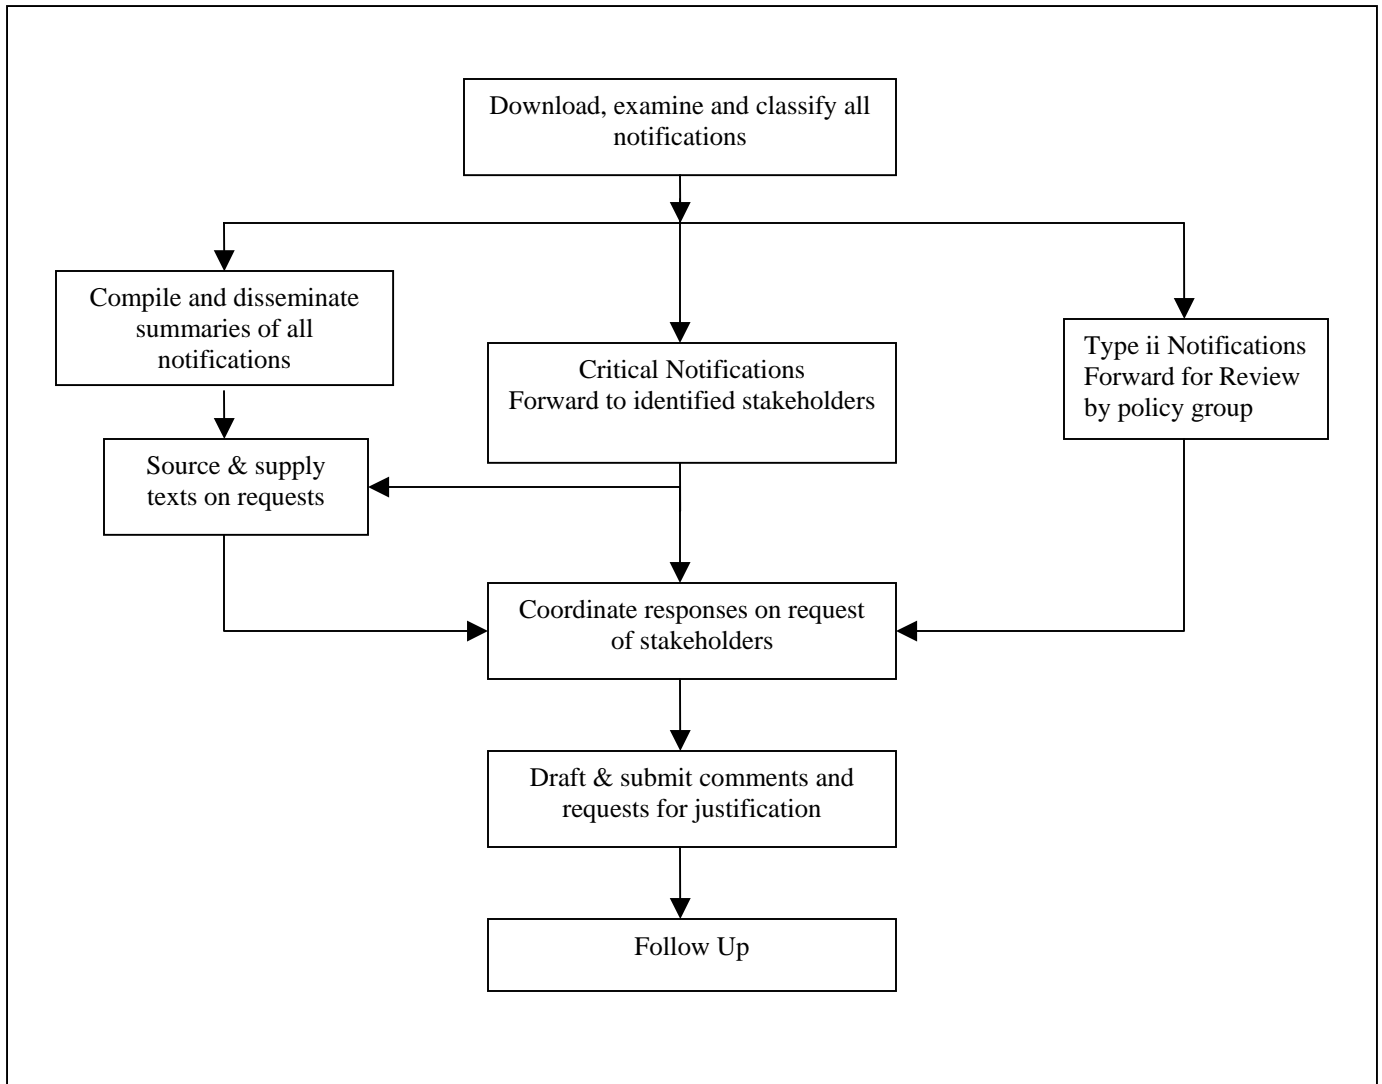 Download, examine and classify all
notifications
Compile and disseminate
summaries of all
notifications
Critical Notifications
Forward to identified stakeholders
Type ii Notifications
Forward for Review
by policy group
Source & supply
texts on requests
Coordinate responses on request
of stakeholders
Draft & submit comments and
requests for justification
Follow Up